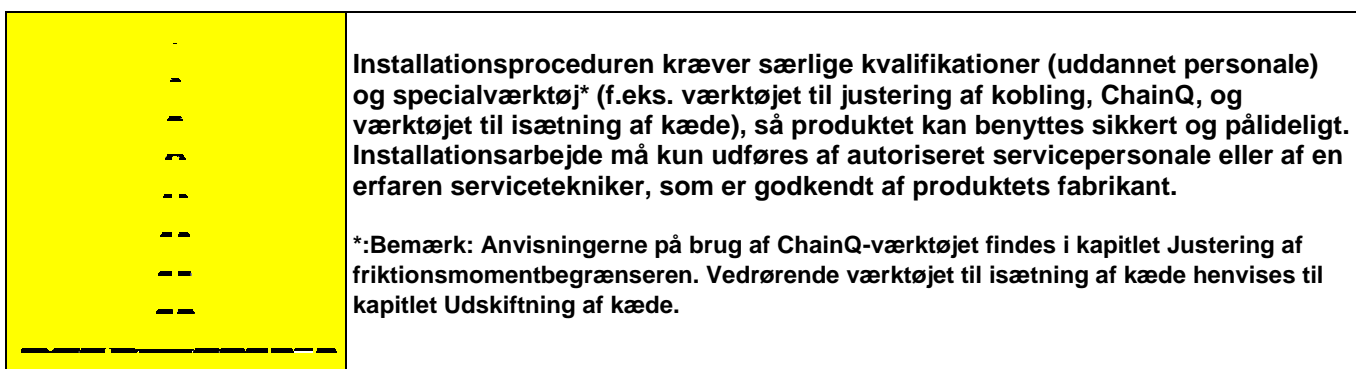 Installationsproceduren kræver særlige kvalifikationer (uddannet personale)
og specialværktøj* (f.eks. værktøjet til justering af kobling, ChainQ, og
værktøjet til isætning af kæde), så produktet kan benyttes sikkert og pålideligt.
Installationsarbejde må kun udføres af autoriseret servicepersonale eller af en
erfaren servicetekniker, som er godkendt af produktets fabrikant.
*:Bemærk: Anvisningerne på brug af ChainQ-værktøjet findes i kapitlet Justering af
friktionsmomentbegrænseren. Vedrørende værktøjet til isætning af kæde henvises til
kapitlet Udskiftning af kæde.